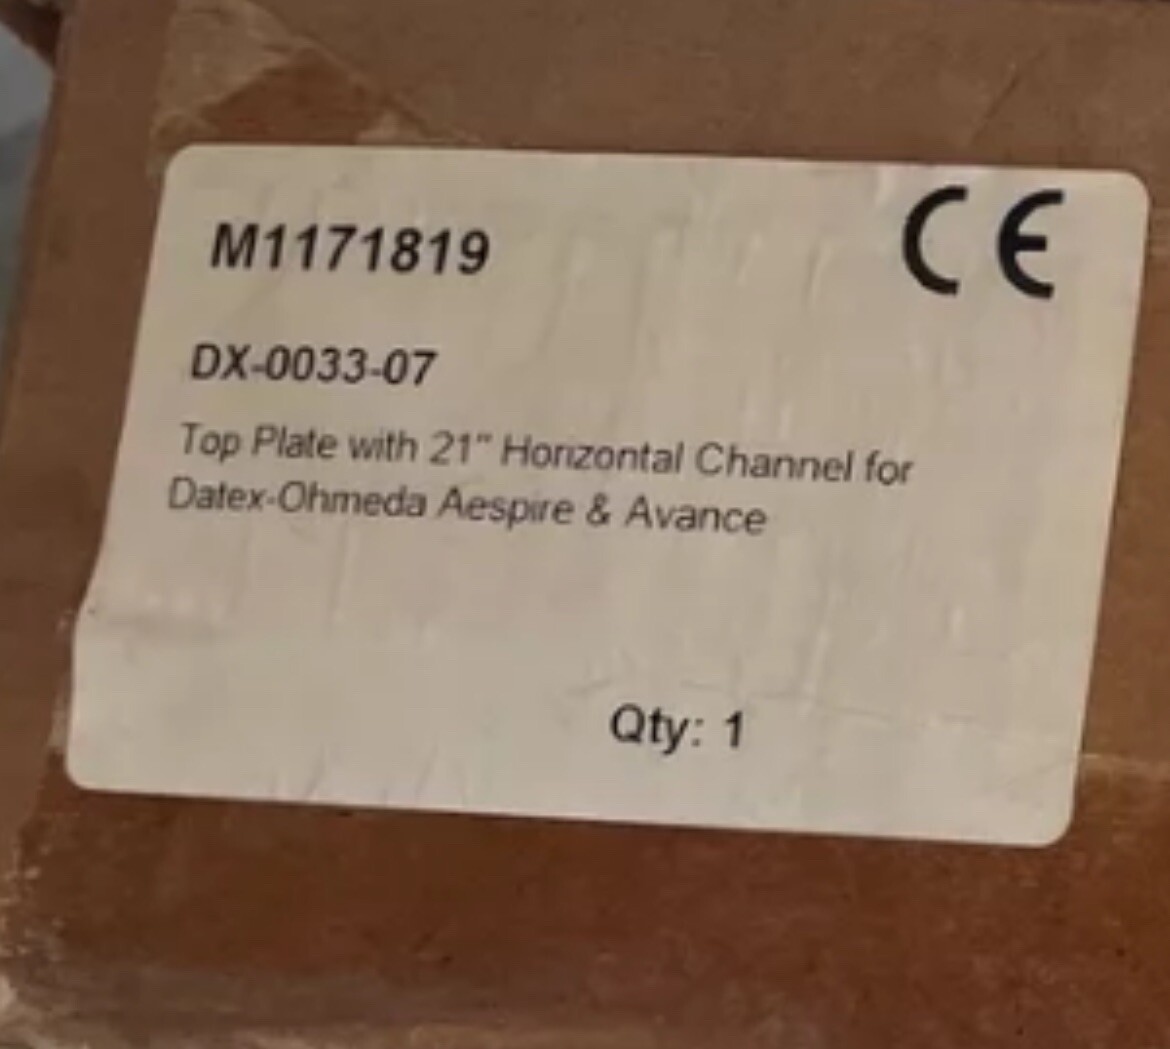 M1171819
CE
DX-0033-07
Top Plate with 21" Horizontal Channel for
Datex-Ohmeda Aespire & Avance
Qty: 1